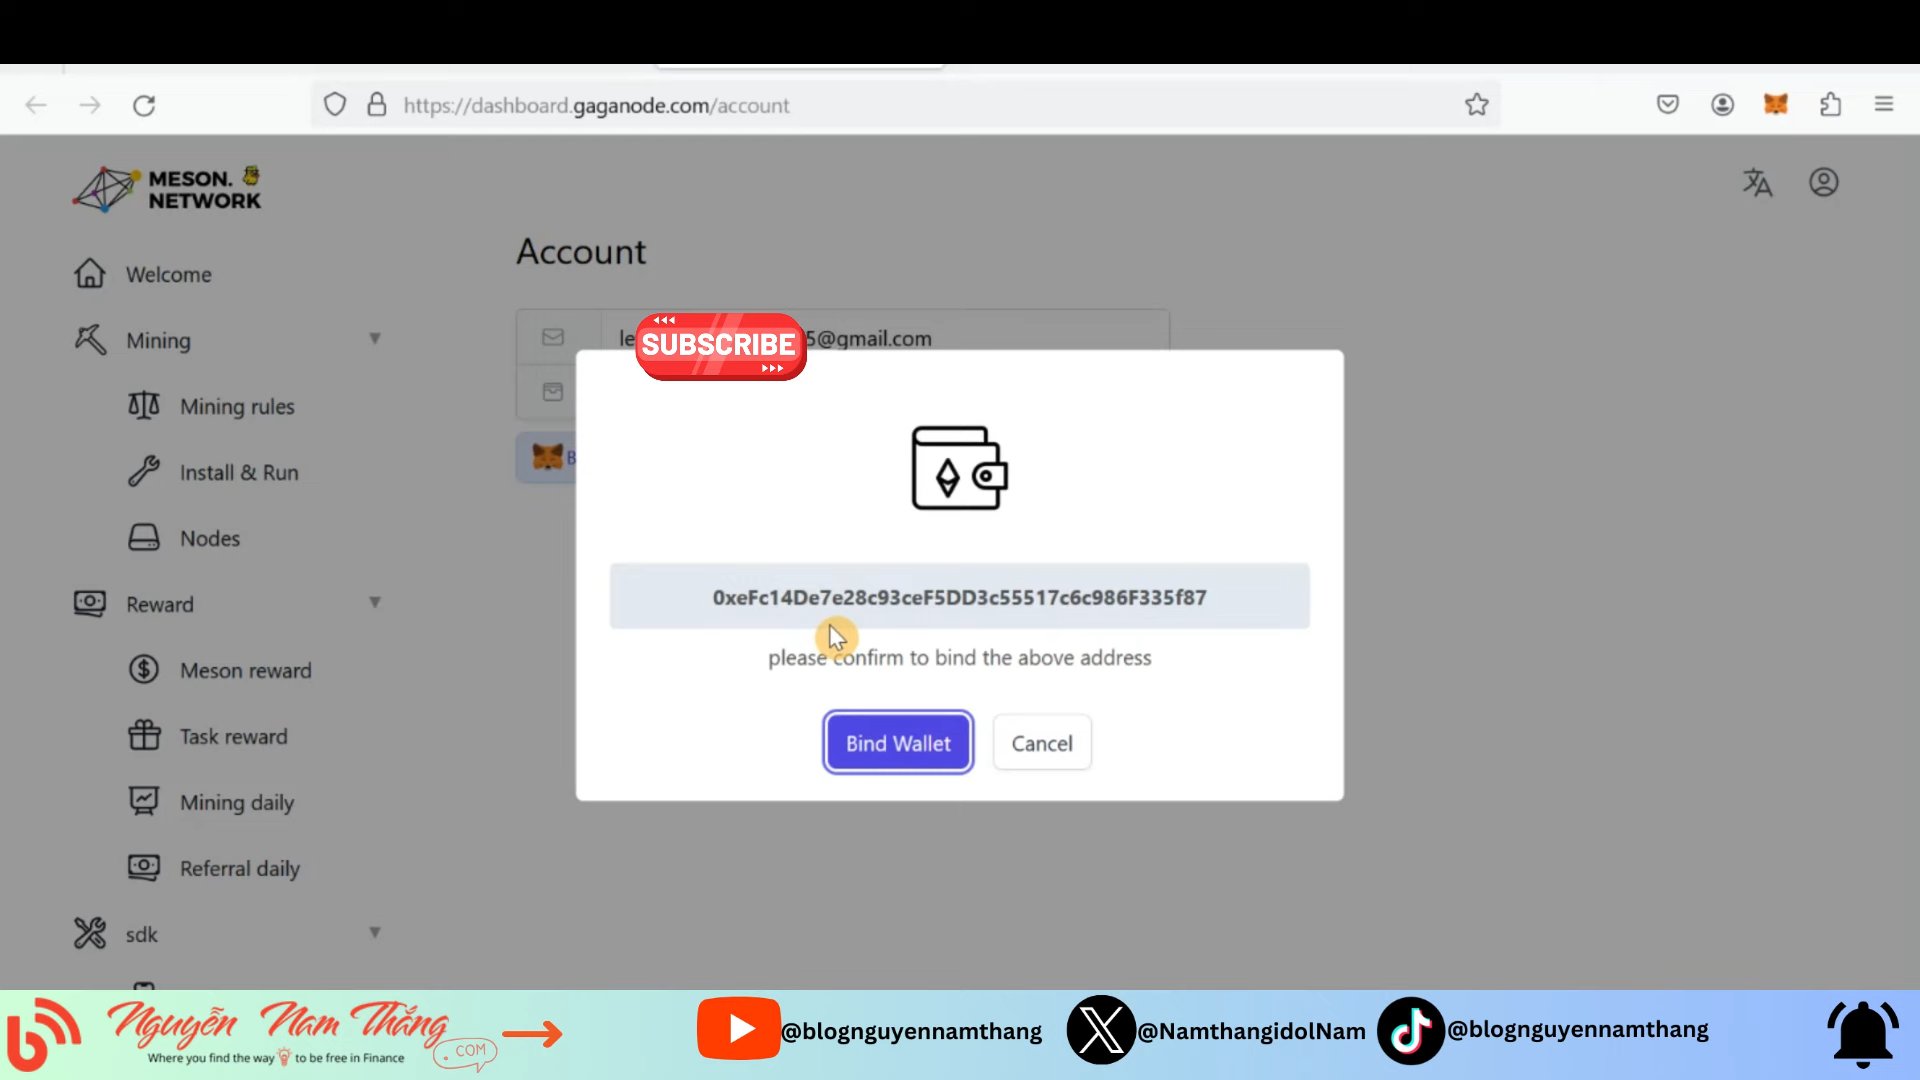 https://dashboard.gaganode.com/account
MESON.
NETWORK
Welcome
Mining
Mining rules
Install & Run
Nodes
Reward
Meson reward
Task reward
Mining daily
Referral daily
sdk
Account
le
5@gmail.com
SUBSCRIBE
B
0xeFc14De7e28c93ceF5DD3c55517c6c986F335f87
please confirm to bind the above address
Bind Wallet
Cancel
Nguyễn Nam Thắng
.COM
Where you find the way to be free in Finance
@blognguyennamthang
@NamthangidolNam
@blognguyennamthang